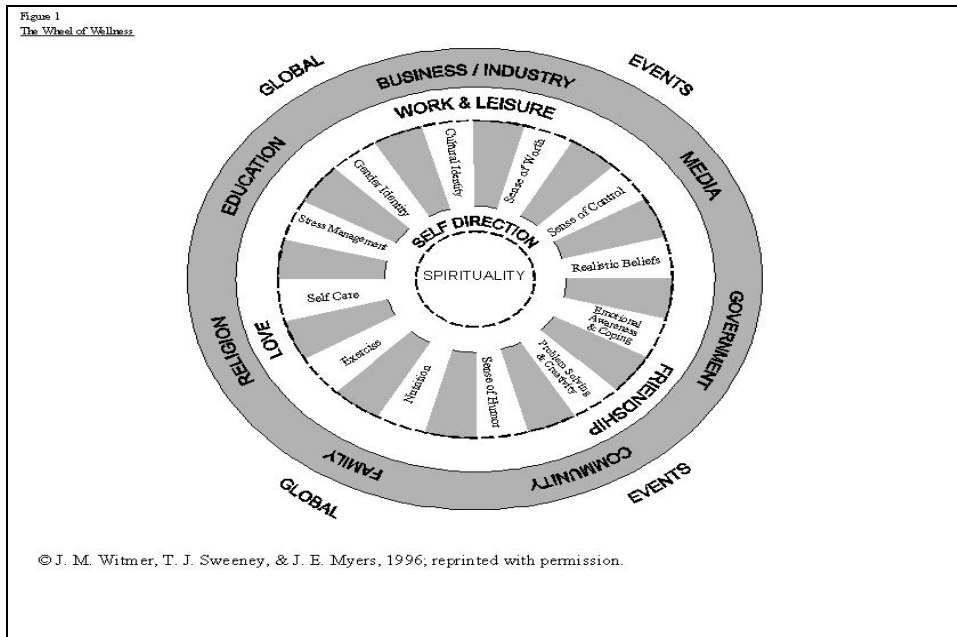 Figure 1
The Wheel of Wellness
GLOBAL
EVENTS
BUSINESS / INDUSTRY
MEDIA
GOVERNMENT
COMMUNITY
FAMILY
RELIGION
EDUCATION
WORK & LEISURE
FRIENDSHIP
LOVE
Cultural Identity
Sense of Worth
Sense of Control
Realistic Beliefs
Emotional
Awareness
& Coping
Problem Solving
& Creativity
Sense of Humor
Nutrition
Exercise
Self Care
Stress Management
Gender Identity
SELF DIRECTION
SPIRITUALITY
GLOBAL
EVENTS
© J. M. Witmer, T. J. Sweeney, & J. E. Myers, 1996; reprinted with permission.